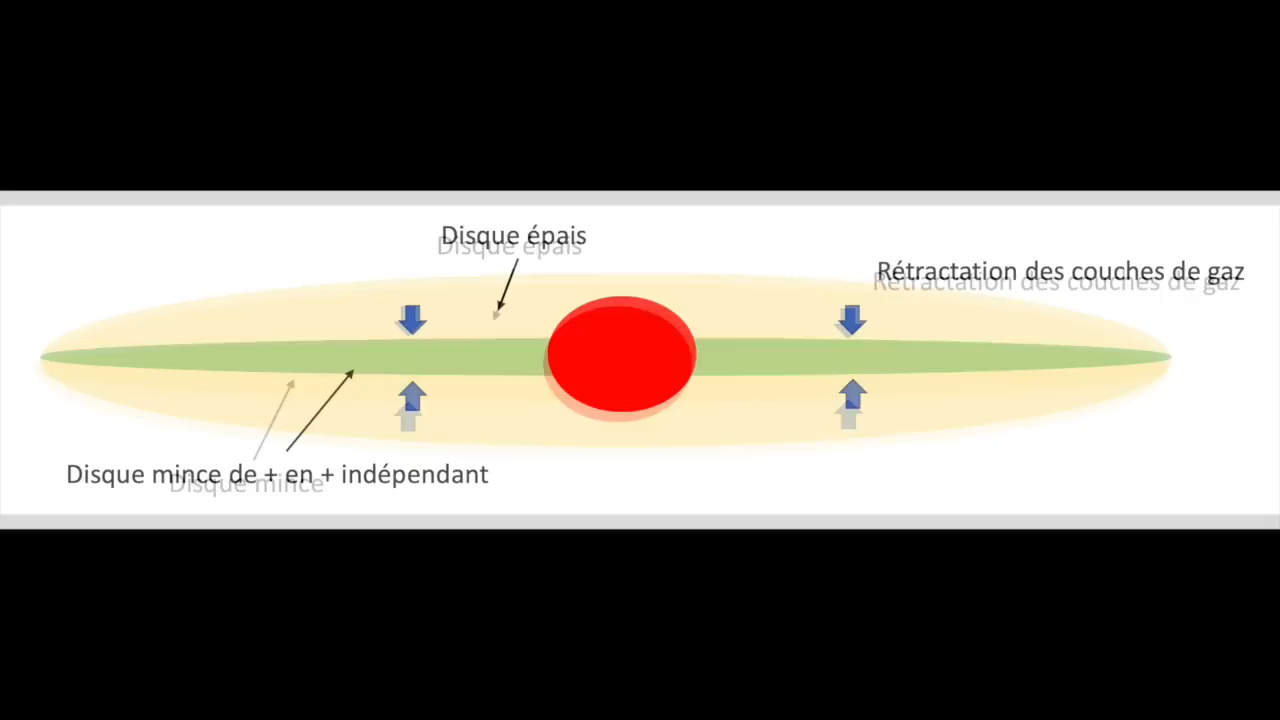 Disque épais
Disque épais
Rétractation des couches de gaz
Rétractation des couches de gaz
Disque mince de + en + indépendant
Disque mince